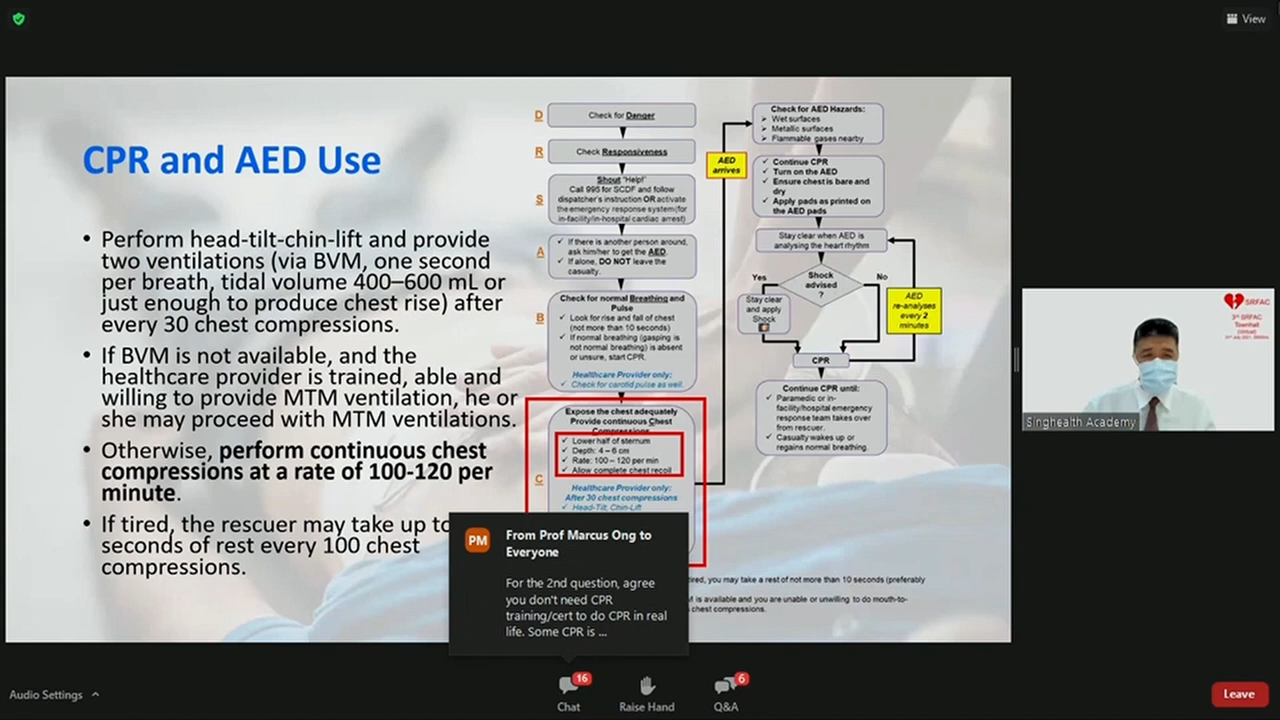 View
CPR and AED Use
• Perform head-tilt-chin-lift and provide
two ventilations (via BVM, one second
per breath, tidal volume 400–600 mL or
just enough to produce chest rise) after
every 30 chest compressions.
• If BVM is not available, and the
healthcare provider is trained, able and
willing to provide MTM ventilation, he or
she may proceed with MTM ventilations.
• Otherwise, perform continuous chest
compressions at a rate of 100-120 per
minute.
• If tired, the rescuer may take up to
seconds of rest every 100 chest
compressions.
D
Check for Danger
R
Check Responsiveness
S
Shout "Help!"
Call 995 for SCDF and follow
dispatcher's instruction OR activate
the emergency response system(for
in-facility/in-hospital cardiac arrest)
A
✓ If there is another person around,
ask him/her to get the AED.
✓ If alone, DO NOT leave the
casualty.
B
Check for normal Breathing and
Pulse
✓ Look for rise and fall of chest
(not more than 10 seconds)
✓ If normal breathing (gasping is
not normal breathing) is absent
or unsure, start CPR.
Healthcare Provider only:
✓ Check for carotid pulse as well.
C
Expose the chest adequately
Provide continuous Chest
Compressions
✓ Lower half of sternum
✓ Depth: 4 – 6 cm
✓ Rate: 100 – 120 per min
✓ Allow complete chest recoil
Healthcare Provider only:
After 30 chest compressions
✓ Head-Tilt, Chin-Lift
AED
arrives
Check for AED Hazards:
➢ Wet surfaces
➢ Metallic surfaces
➢ Flammable gases nearby
✓ Continue CPR
✓ Turn on the AED
✓ Ensure chest is bare and
dry
✓ Apply pads as printed on
the AED pads
Stay clear when AED is
analysing the heart rhythm
Yes
Shock
advised
?
No
Stay clear
and apply
Shock
AED
re-analyses
every 2
minutes
CPR
Continue CPR until:
✓ Paramedic or in-
facility/hospital emergency
response team takes over
from rescuer.
✓ Casualty wakes up or
regains normal breathing.
tired, you may take a rest of not more than 10 seconds (preferably
is available and you are unable or unwilling to do mouth-to-
chest compressions.
PM
From Prof Marcus Ong to
Everyone
For the 2nd question, agree
you don't need CPR
training/cert to do CPR in real
life. Some CPR is ...
SRFAC
3rd SRFAC
Townhall
Singhealth Academy
Audio Settings
16
Chat
Raise Hand
6
Q&A
Leave